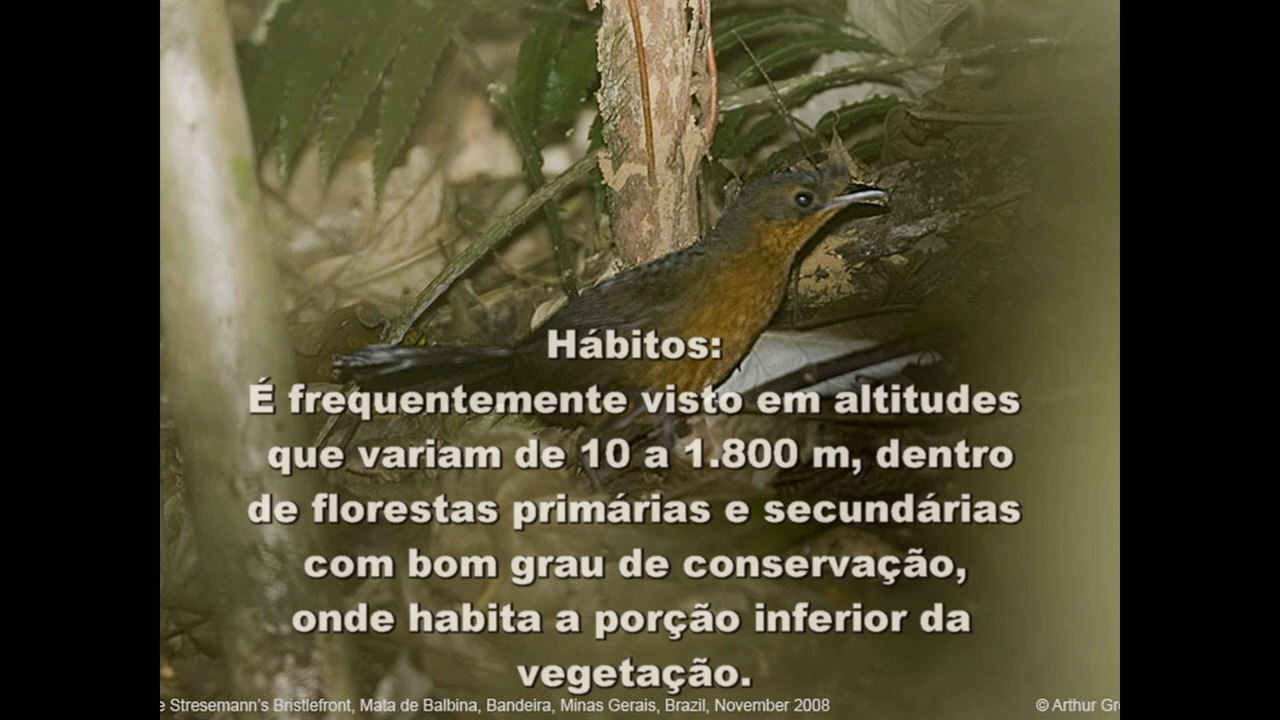 Hábitos:
É frequentemente visto em altitudes
que variam de 10 a 1.800 m, dentro
de florestas primárias e secundárias
com bom grau de conservação,
onde habita a porção inferior da
vegetação.
e Stresemann's Bristlefront, Mata de Balbina, Bandeira, Minas Gerais, Brazil, November 2008
© Arthur